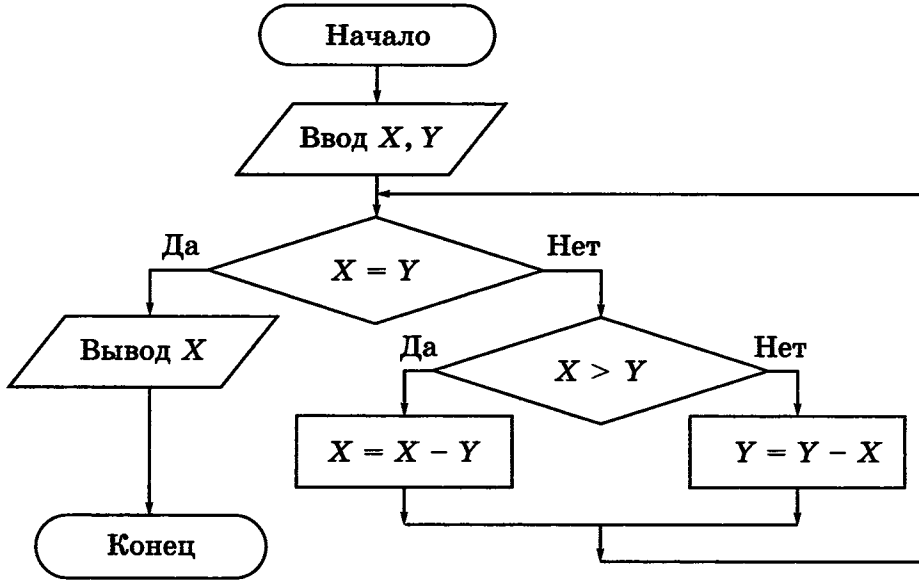 Начало
Ввод X, Y
Да
Нет
X = Y
Вывод X
Да
Нет
X > Y
X = X − Y
Y = Y − X
Конец